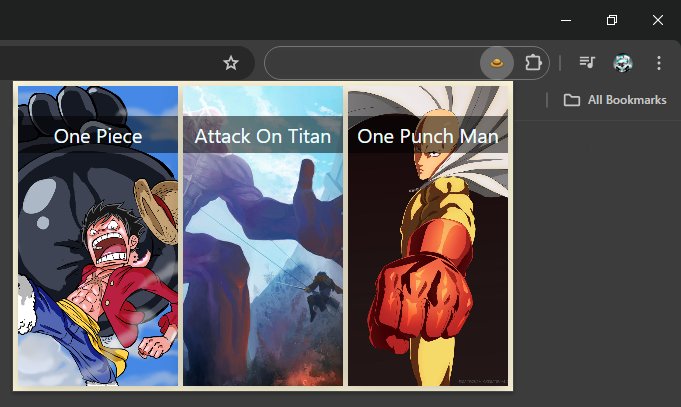 All Bookmarks
One Piece
Attack On Titan
One Punch Man